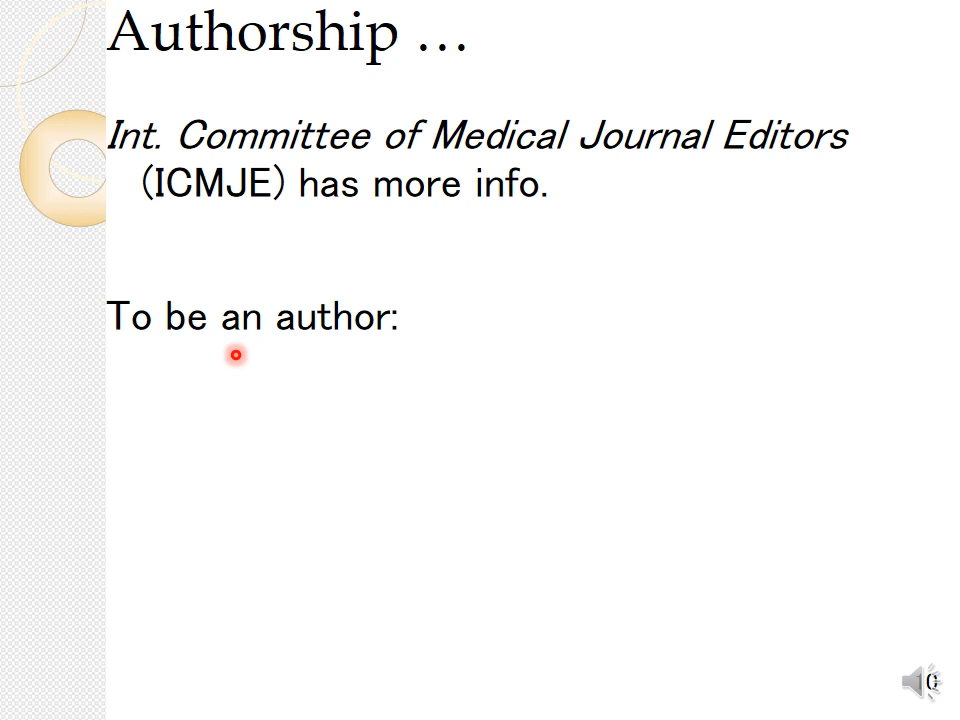 Authorship …
Int. Committee of Medical Journal Editors
(ICMJE) has more info.
To be an author: